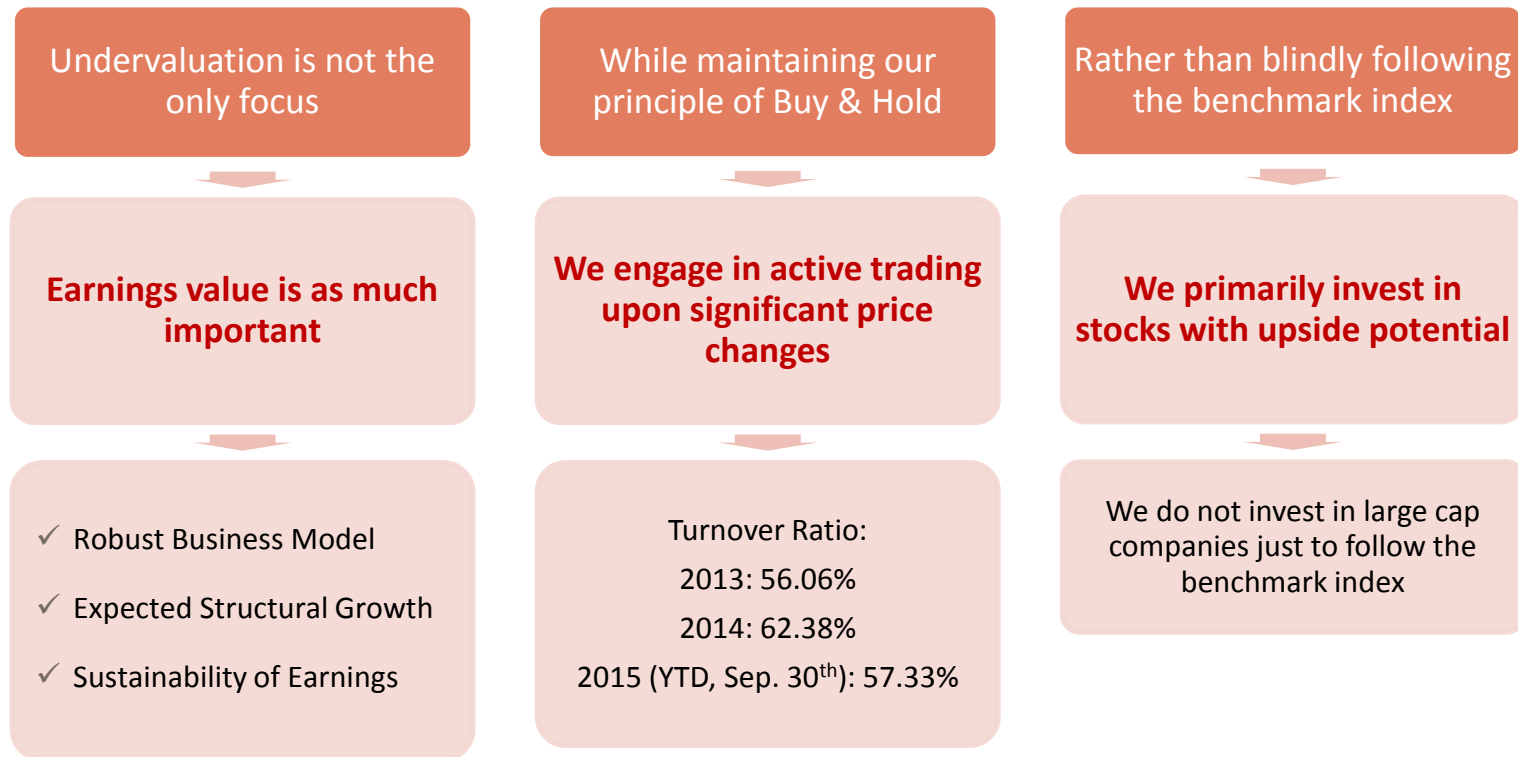 Undervaluation is not the
only focus
Earnings value is as much
important
✓ Robust Business Model
✓ Expected Structural Growth
✓ Sustainability of Earnings
While maintaining our
principle of Buy & Hold
We engage in active trading
upon significant price
changes
Turnover Ratio:
2013: 56.06%
2014: 62.38%
2015 (YTD, Sep. 30th): 57.33%
Rather than blindly following
the benchmark index
We primarily invest in
stocks with upside potential
We do not invest in large cap
companies just to follow the
benchmark index